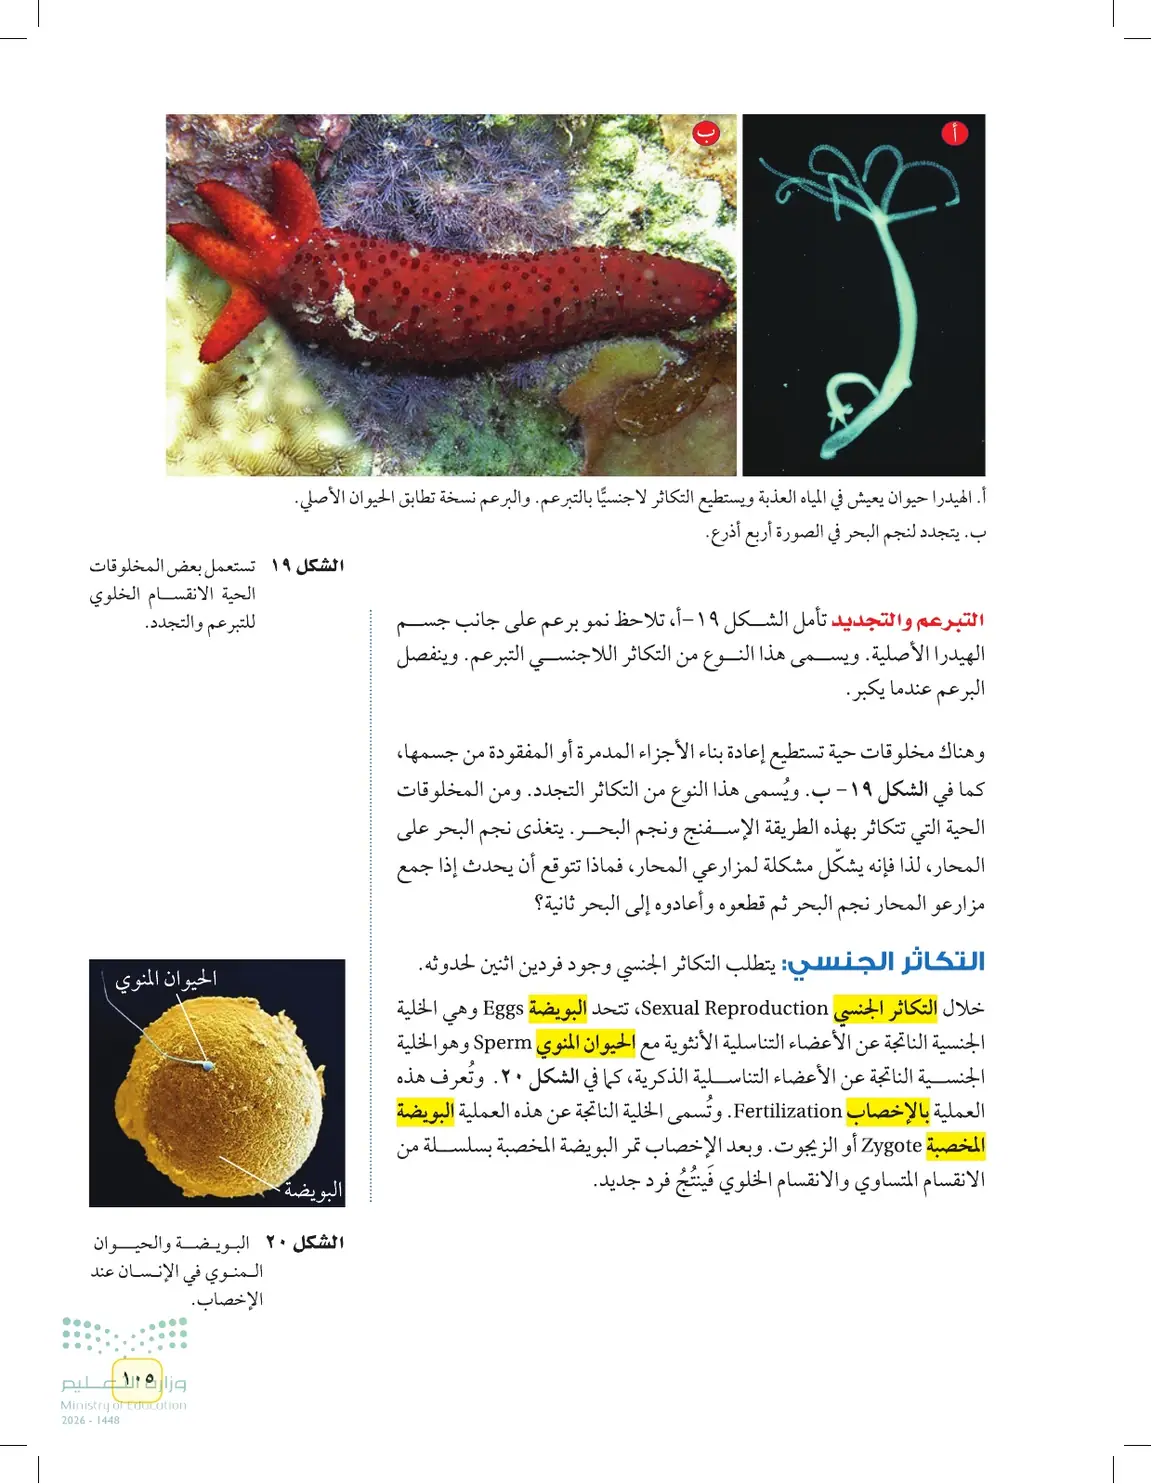 أ
ب
أ. الهيدرا حيوان يعيش في المياه العذبة ويستطيع التكاثر لاجنسيًّا بالتبرعم. والبرعم نسخة تطابق الحيوان الأصلي.
ب. يتجدد لنجم البحر في الصورة أربع أذرع.
الشكل ١٩ تستعمل بعض المخلوقات
الحية الانقسام الخلوي
للتبرعم والتجدد.
التبرعم والتجديد تأمل الشكل ١٩-أ، تلاحظ نمو برعم على جانب جسم
الهيدرا الأصلية. ويسمى هذا النوع من التكاثر اللاجنسي التبرعم. وينفصل
البرعم عندما يكبر.
وهناك مخلوقات حية تستطيع إعادة بناء الأجزاء المدمرة أو المفقودة من جسمها،
كما في الشكل ١٩- ب. ويُسمى هذا النوع من التكاثر التجدد. ومن المخلوقات
الحية التي تتكاثر بهذه الطريقة الإسفنج ونجم البحر. يتغذى نجم البحر على
المحار، لذا فإنه يشكّل مشكلة لمزارعي المحار، فماذا تتوقع أن يحدث إذا جمع
مزارعو المحار نجم البحر ثم قطعوه وأعادوه إلى البحر ثانية؟
التكاثر الجنسي: يتطلب التكاثر الجنسي وجود فردين اثنين لحدوثه.
خلال التكاثر الجنسي Sexual Reproduction، تتحد البويضة Eggs وهي الخلية
الجنسية الناتجة عن الأعضاء التناسلية الأنثوية مع الحيوان المنوي Sperm وهو الخلية
الجنسية الناتجة عن الأعضاء التناسلية الذكرية، كما في الشكل ٢٠. وتُعرف هذه
العملية بالإخصاب Fertilization. وتُسمى الخلية الناتجة عن هذه العملية البويضة
المخصبة Zygote أو الزيجوت. وبعد الإخصاب تمر البويضة المخصبة بسلسلة من
الانقسام المتساوي والانقسام الخلوي فَينتُجُ فرد جديد.
الحيوان المنوي
البويضة
الشكل ٢٠ البويضة والحيوان
المنوي في الإنسان عند
الإخصاب.
١٠٥
وزارة التعليم
Ministry of Education
2026 - 1448